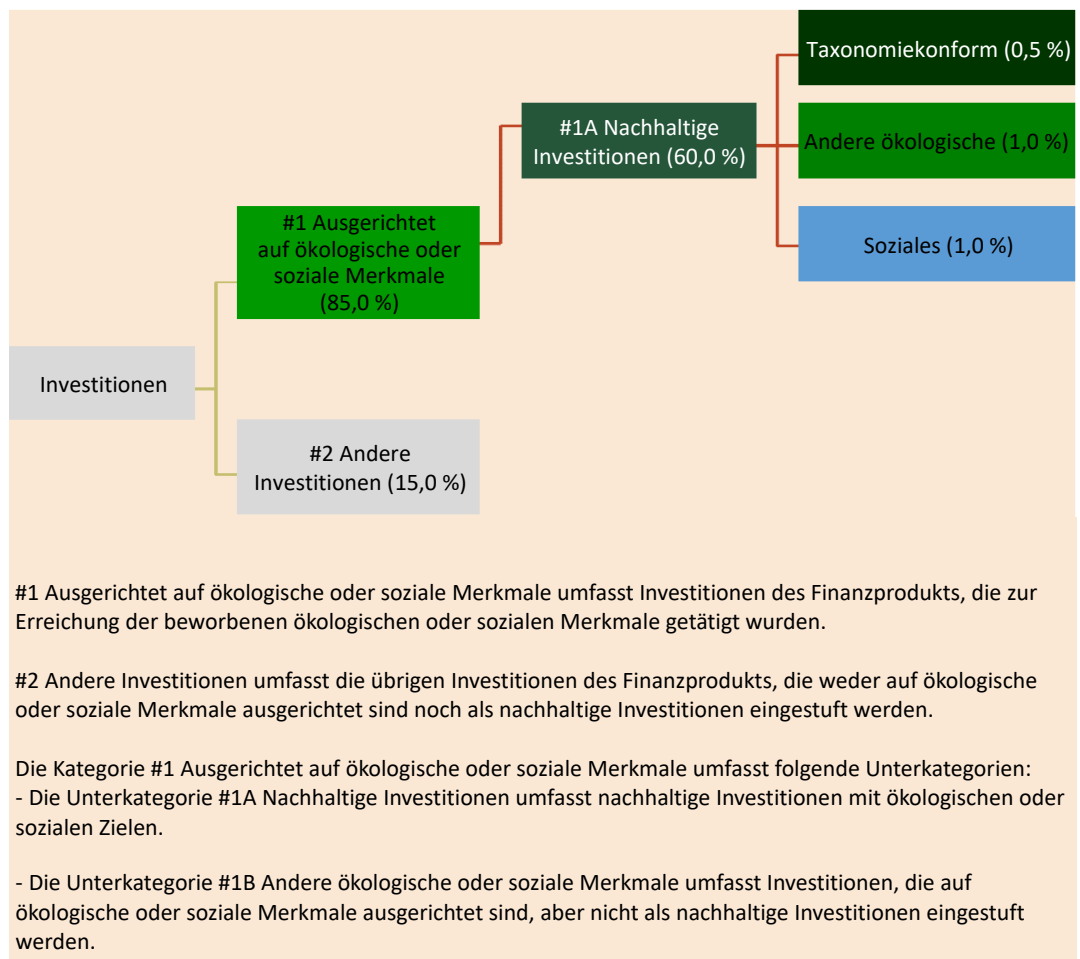 Taxonomiekonform (0,5 %)
#1A Nachhaltige
Investitionen (60,0 %)
Andere ökologische (1,0 %)
#1 Ausgerichtet
auf ökologische oder
soziale Merkmale
(85,0 %)
Soziales (1,0 %)
Investitionen
#2 Andere
Investitionen (15,0 %)
#1 Ausgerichtet auf ökologische oder soziale Merkmale umfasst Investitionen des Finanzprodukts, die zur
Erreichung der beworbenen ökologischen oder sozialen Merkmale getätigt wurden.
#2 Andere Investitionen umfasst die übrigen Investitionen des Finanzprodukts, die weder auf ökologische
oder soziale Merkmale ausgerichtet sind noch als nachhaltige Investitionen eingestuft werden.
Die Kategorie #1 Ausgerichtet auf ökologische oder soziale Merkmale umfasst folgende Unterkategorien:
- Die Unterkategorie #1A Nachhaltige Investitionen umfasst nachhaltige Investitionen mit ökologischen oder
sozialen Zielen.
- Die Unterkategorie #1B Andere ökologische oder soziale Merkmale umfasst Investitionen, die auf
ökologische oder soziale Merkmale ausgerichtet sind, aber nicht als nachhaltige Investitionen eingestuft
werden.